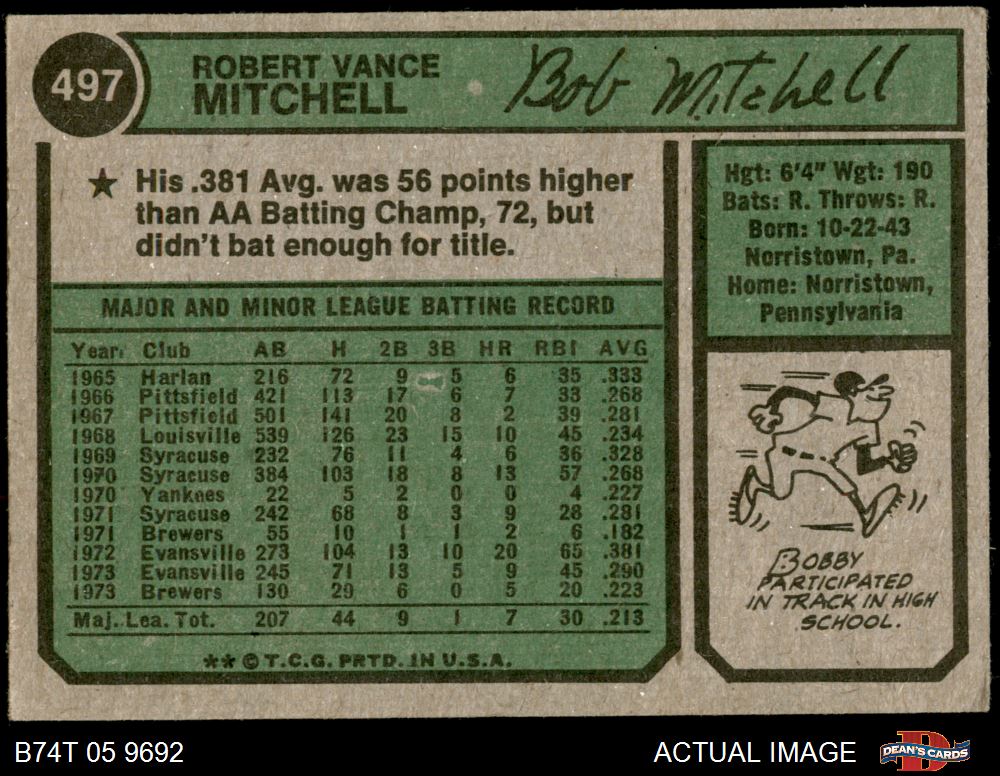 497
ROBERT VANCE
MITCHELL
Bob Mitchell
★ His .381 Avg. was 56 points higher
than AA Batting Champ, 72, but
didn't bat enough for title.
MAJOR AND MINOR LEAGUE BATTING RECORD
Year Club AB H 2B 3B HR RBI AVG
1965 Harlan 216 72 9 5 6 35 .333
1966 Pittsfield 421 113 17 6 7 33 .268
1967 Pittsfield 501 141 20 8 2 39 .281
1968 Louisville 539 126 23 15 10 45 .234
1969 Syracuse 232 76 11 4 6 36 .328
1970 Syracuse 384 103 18 8 13 57 .268
1970 Yankees 22 5 2 0 0 4 .227
1971 Syracuse 242 68 8 3 9 28 .281
1971 Brewers 55 10 1 1 2 6 .182
1972 Evansville 273 104 13 10 20 65 .381
1973 Evansville 245 71 13 5 9 45 .290
1973 Brewers 130 29 6 0 5 20 .223
Maj. Lea. Tot. 207 44 9 1 7 30 .213
** © T.C.G. PRTD. IN U.S.A.
Hgt: 6'4" Wgt: 190
Bats: R. Throws: R.
Born: 10-22-43
Norristown, Pa.
Home: Norristown,
Pennsylvania
BOBBY
PARTICIPATED
IN TRACK IN HIGH
SCHOOL.
B74T 05 9692
ACTUAL IMAGE
DEAN'S CARDS